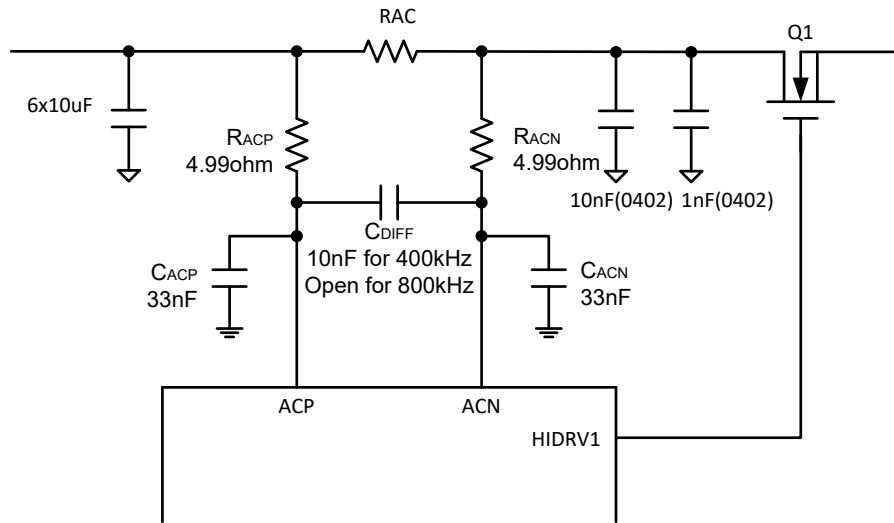 RAC
Q1
6x10uF
RACP
4.99ohm
RACN
4.99ohm
10nF(0402)
1nF(0402)
CDIFF
10nF for 400kHz
Open for 800kHz
CACP
33nF
CACN
33nF
ACP
ACN
HIDRV1